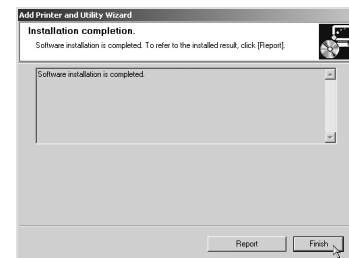 Add Printer and Utility Wizard
Installation completion.
Software installation is completed. To refer to the installed result, click [Report].
Software installation is completed.
Report
Finish